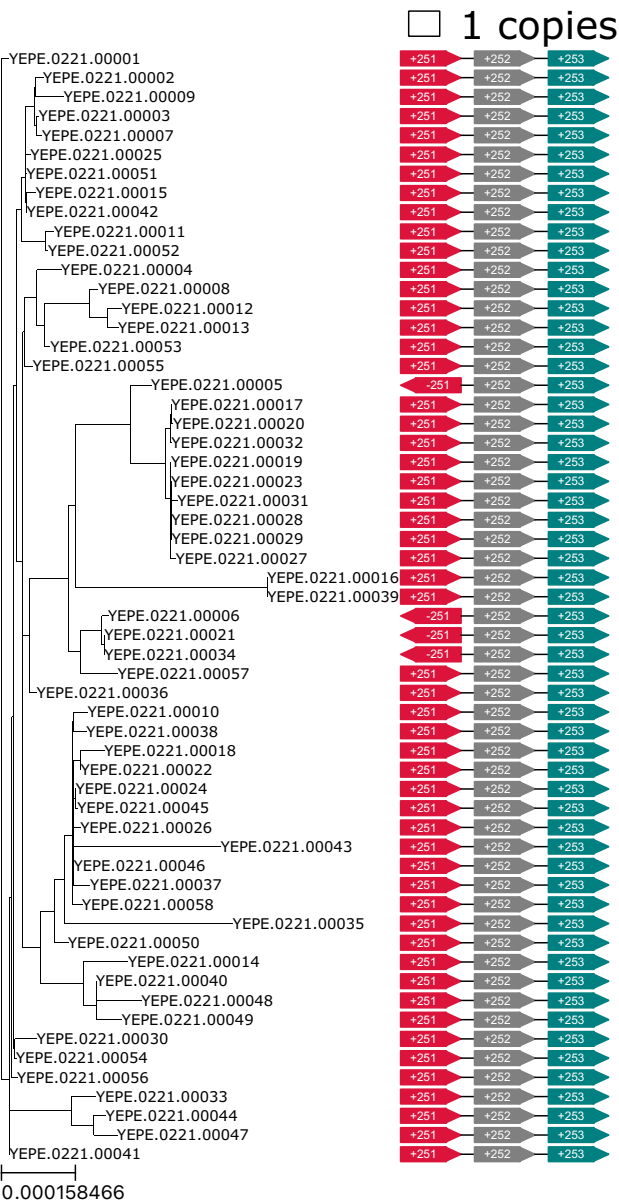 1 copies
YEPE.0221.00001 +251 +252 +253
YEPE.0221.00002 +251 +252 +253
YEPE.0221.00009 +251 +252 +253
YEPE.0221.00003 +251 +252 +253
YEPE.0221.00007 +251 +252 +253
YEPE.0221.00025 +251 +252 +253
YEPE.0221.00051 +251 +252 +253
YEPE.0221.00015 +251 +252 +253
YEPE.0221.00042 +251 +252 +253
YEPE.0221.00011 +251 +252 +253
YEPE.0221.00052 +251 +252 +253
YEPE.0221.00004 +251 +252 +253
YEPE.0221.00008 +251 +252 +253
YEPE.0221.00012 +251 +252 +253
YEPE.0221.00013 +251 +252 +253
YEPE.0221.00053 +251 +252 +253
YEPE.0221.00055 +251 +252 +253
YEPE.0221.00005 -251 +252 +253
YEPE.0221.00017 +251 +252 +253
YEPE.0221.00020 +251 +252 +253
YEPE.0221.00032 +251 +252 +253
YEPE.0221.00019 +251 +252 +253
YEPE.0221.00023 +251 +252 +253
YEPE.0221.00031 +251 +252 +253
YEPE.0221.00028 +251 +252 +253
YEPE.0221.00029 +251 +252 +253
YEPE.0221.00027 +251 +252 +253
YEPE.0221.00016 +251 +252 +253
YEPE.0221.00039 +251 +252 +253
YEPE.0221.00006 -251 +252 +253
YEPE.0221.00021 -251 +252 +253
YEPE.0221.00034 -251 +252 +253
YEPE.0221.00057 +251 +252 +253
YEPE.0221.00036 +251 +252 +253
YEPE.0221.00010 +251 +252 +253
YEPE.0221.00038 +251 +252 +253
YEPE.0221.00018 +251 +252 +253
YEPE.0221.00022 +251 +252 +253
YEPE.0221.00024 +251 +252 +253
YEPE.0221.00045 +251 +252 +253
YEPE.0221.00026 +251 +252 +253
YEPE.0221.00043 +251 +252 +253
YEPE.0221.00046 +251 +252 +253
YEPE.0221.00037 +251 +252 +253
YEPE.0221.00058 +251 +252 +253
YEPE.0221.00035 +251 +252 +253
YEPE.0221.00050 +251 +252 +253
YEPE.0221.00014 +251 +252 +253
YEPE.0221.00040 +251 +252 +253
YEPE.0221.00048 +251 +252 +253
YEPE.0221.00049 +251 +252 +253
YEPE.0221.00030 +251 +252 +253
YEPE.0221.00054 +251 +252 +253
YEPE.0221.00056 +251 +252 +253
YEPE.0221.00033 +251 +252 +253
YEPE.0221.00044 +251 +252 +253
YEPE.0221.00047 +251 +252 +253
YEPE.0221.00041 +251 +252 +253
0.000158466